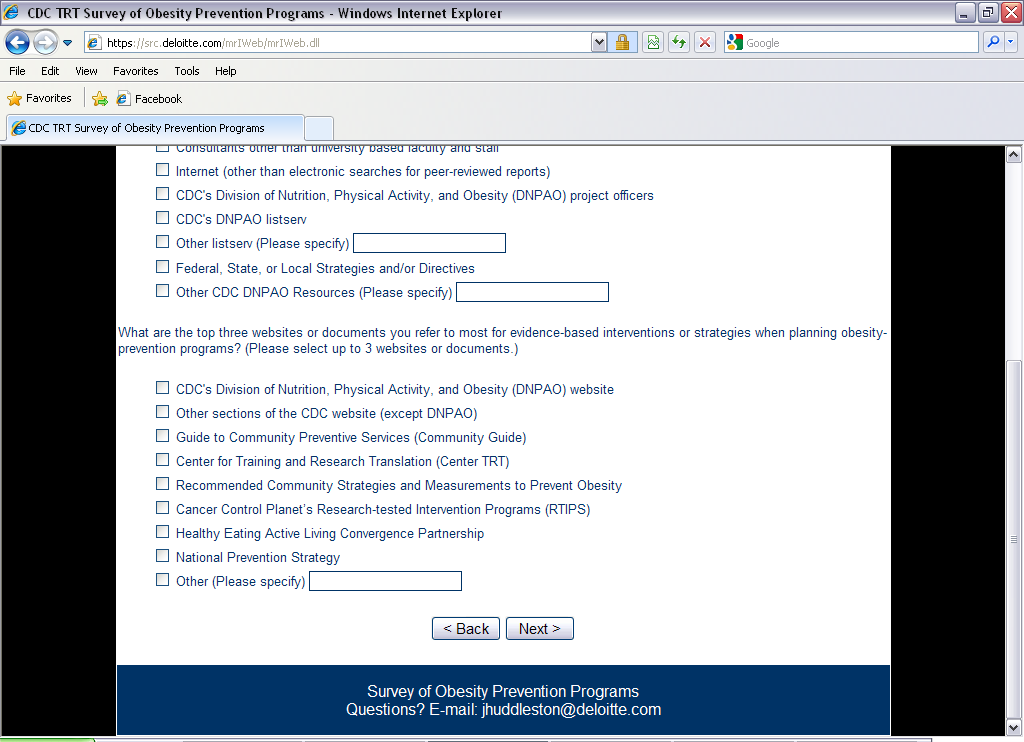 CDC TRT Survey of Obesity Prevention Programs - Windows Internet Explorer
https://src.deloitte.com/mrIWeb/mrIWeb.dll
Google
File Edit View Favorites Tools Help
Favorites Facebook
CDC TRT Survey of Obesity Prevention Programs
Consultants other than university based faculty and staff
Internet (other than electronic searches for peer-reviewed reports)
CDC's Division of Nutrition, Physical Activity, and Obesity (DNPAO) project officers
CDC's DNPAO listserv
Other listserv (Please specify)
Federal, State, or Local Strategies and/or Directives
Other CDC DNPAO Resources (Please specify)
What are the top three websites or documents you refer to most for evidence-based interventions or strategies when planning obesity-
prevention programs? (Please select up to 3 websites or documents.)
CDC's Division of Nutrition, Physical Activity, and Obesity (DNPAO) website
Other sections of the CDC website (except DNPAO)
Guide to Community Preventive Services (Community Guide)
Center for Training and Research Translation (Center TRT)
Recommended Community Strategies and Measurements to Prevent Obesity
Cancer Control Planet's Research-tested Intervention Programs (RTIPS)
Healthy Eating Active Living Convergence Partnership
National Prevention Strategy
Other (Please specify)
< Back Next >
Survey of Obesity Prevention Programs
Questions? E-mail: jhuddleston@deloitte.com